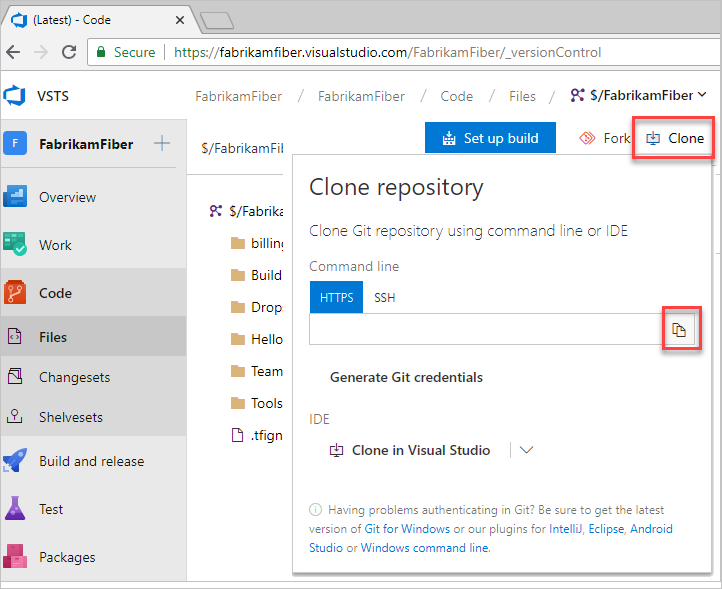 (Latest) - Code
Secure https://fabrikamfiber.visualstudio.com/FabrikamFiber/_versionControl
VSTS FabrikamFiber / FabrikamFiber / Code / Files / $/FabrikamFiber
F FabrikamFiber
$/FabrikamFil
Set up build Fork Clone
Overview
Work
Code
Files
Changesets
Shelvesets
Build and release
Test
Packages
$/Fabrika
billing
Build
Drop
Hello
Team
Tools
.tfign
Clone repository
Clone Git repository using command line or IDE
Command line
HTTPS SSH
Generate Git credentials
IDE
Clone in Visual Studio
Having problems authenticating in Git? Be sure to get the latest
version of Git for Windows or our plugins for IntelliJ, Eclipse, Android
Studio or Windows command line.